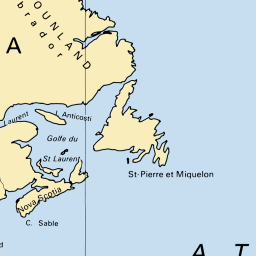 OUNLAND
brador
A
I. Anticosti
Laurent
Golfe du
St Laurent
St-Pierre et Miquelon
Nova Scotia
C. Sable
d
A T